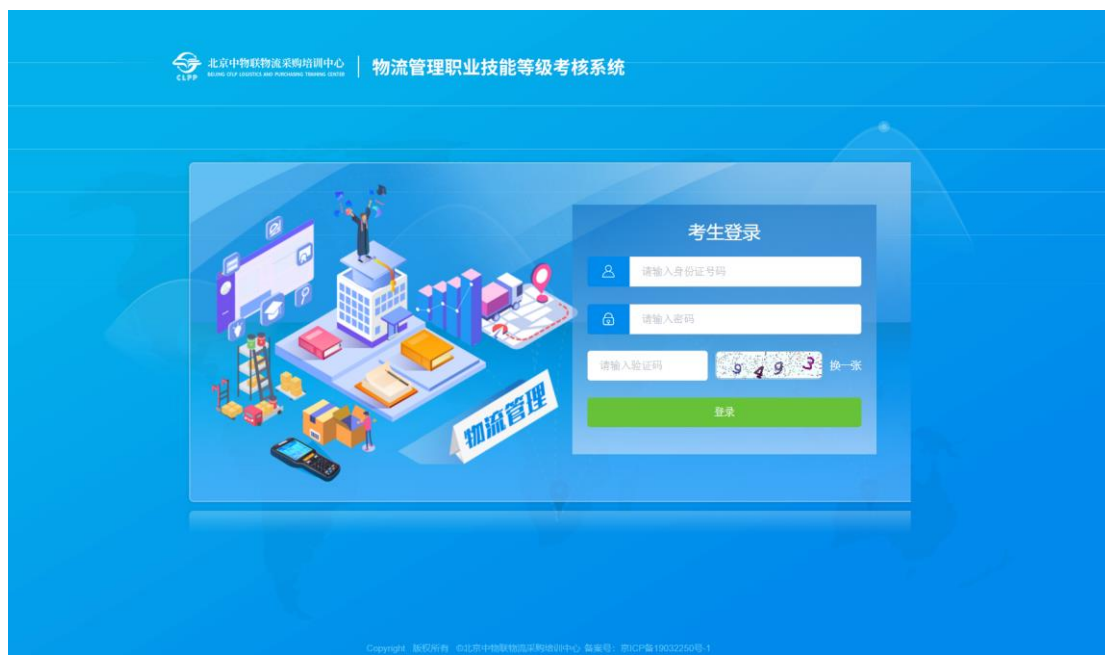 北京中物联物流采购培训中心
BEIJING CFLP LOGISTICS AND PURCHASING TRAINING CENTER
CLPP
物流管理职业技能等级考核系统
考生登录
请输入身份证号码
请输入密码
请输入验证码
9 4 9 3
换一张
登录
物流管理
Copyright 版权所有 ©北京中物联物流采购培训中心 备案号：京ICP备19032250号-1